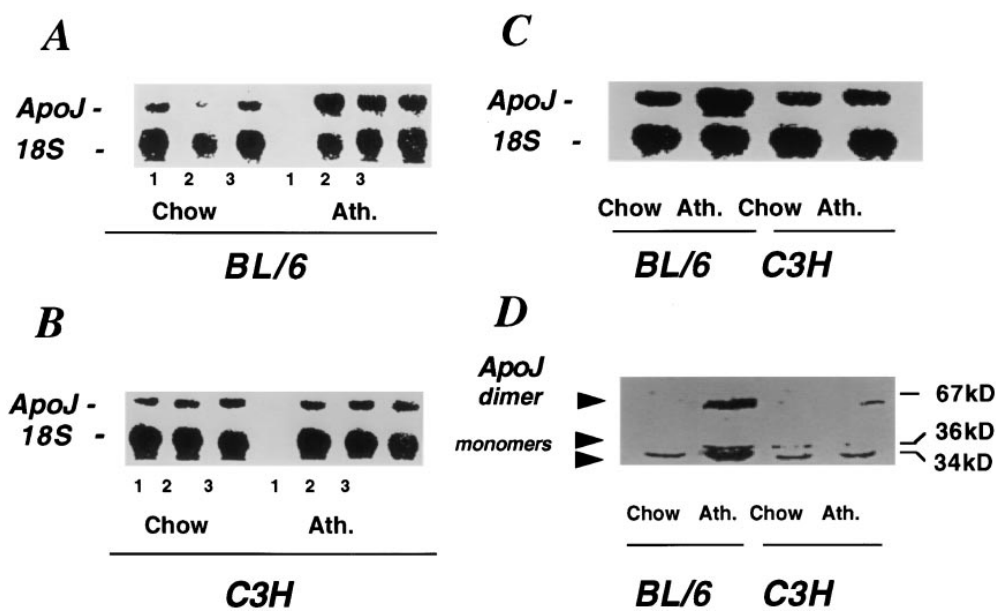 A
ApoJ -
18S -
1 2 3 1 2 3
Chow Ath.
BL/6
B
ApoJ -
18S -
1 2 3 1 2 3
Chow Ath.
C3H
C
ApoJ -
18S -
Chow Ath. Chow Ath.
BL/6 C3H
D
ApoJ
dimer
67kD
monomers
36kD
34kD
Chow Ath. Chow Ath.
BL/6 C3H